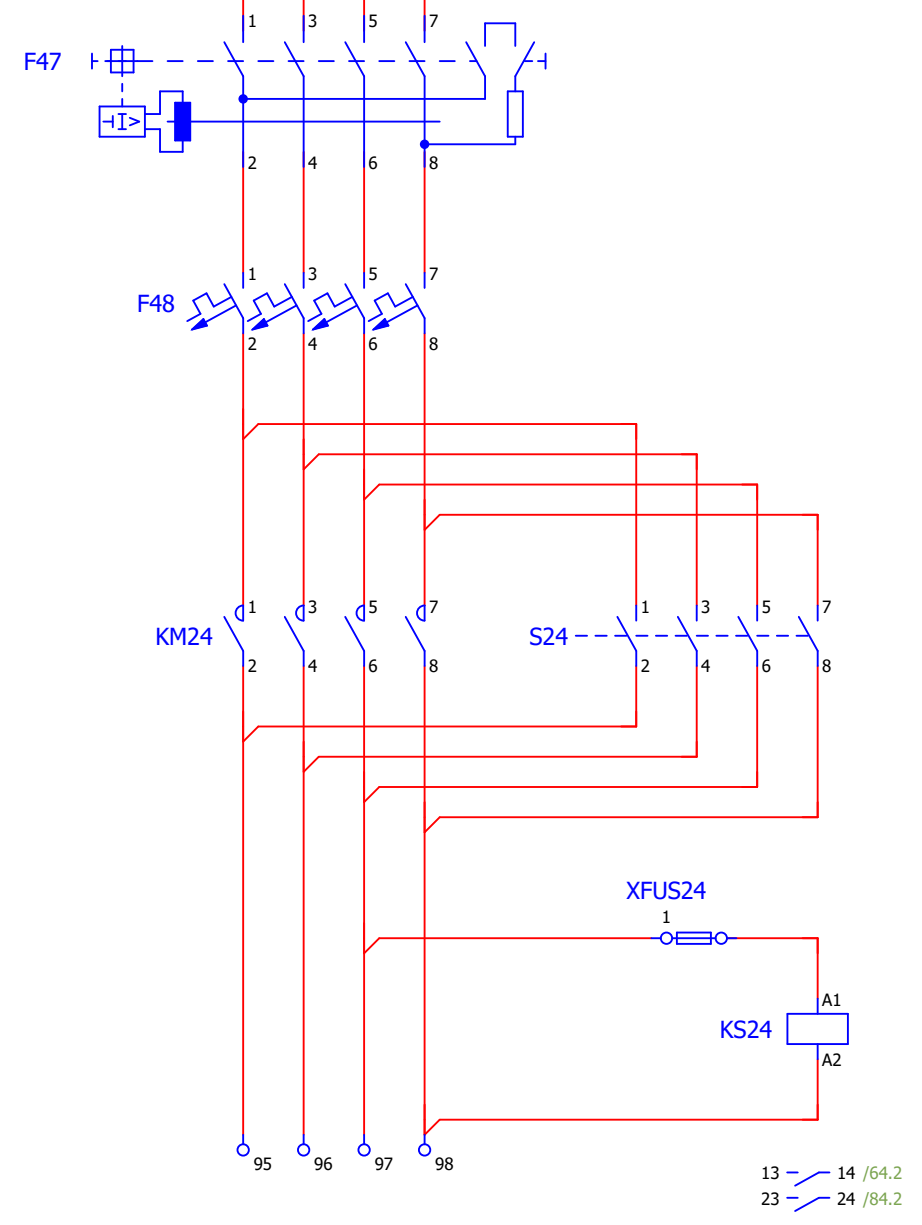 1 3 5 7
F47
I>
2 4 6 8
1 3 5 7
F48
2 4 6 8
1 3 5 7 1 3 5 7
KM24 S24
2 4 6 8 2 4 6 8
XFUS24
1
A1
KS24
A2
95 96 97 98
13 14 /64.2
23 24 /84.2